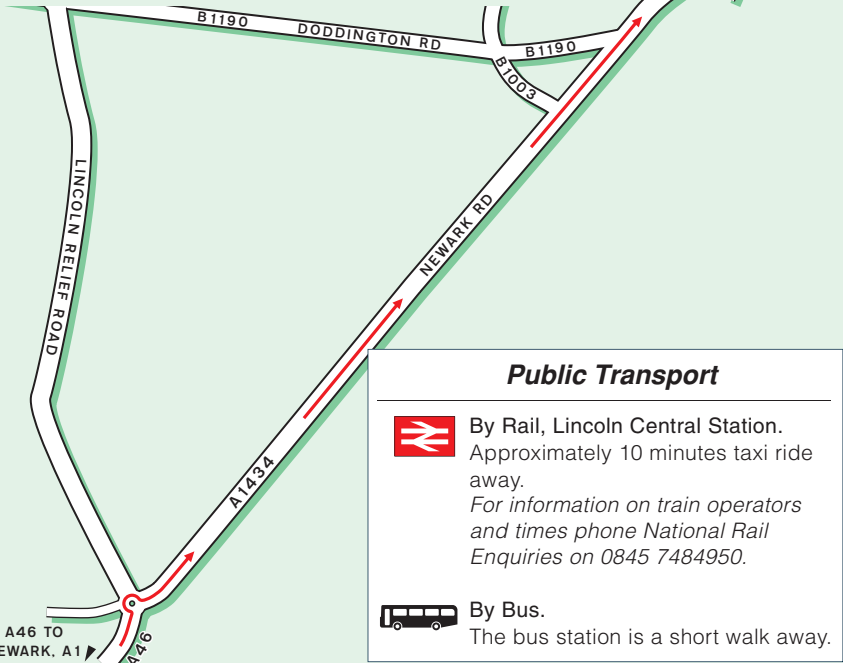 B1190
DODDINGTON RD
B1190
B1003
LINCOLN RELIEF ROAD
NEWARK RD
A1434
A46 TO
EWARK, A1
A46
Public Transport
By Rail, Lincoln Central Station.
Approximately 10 minutes taxi ride
away.
For information on train operators
and times phone National Rail
Enquiries on 0845 7484950.
By Bus.
The bus station is a short walk away.